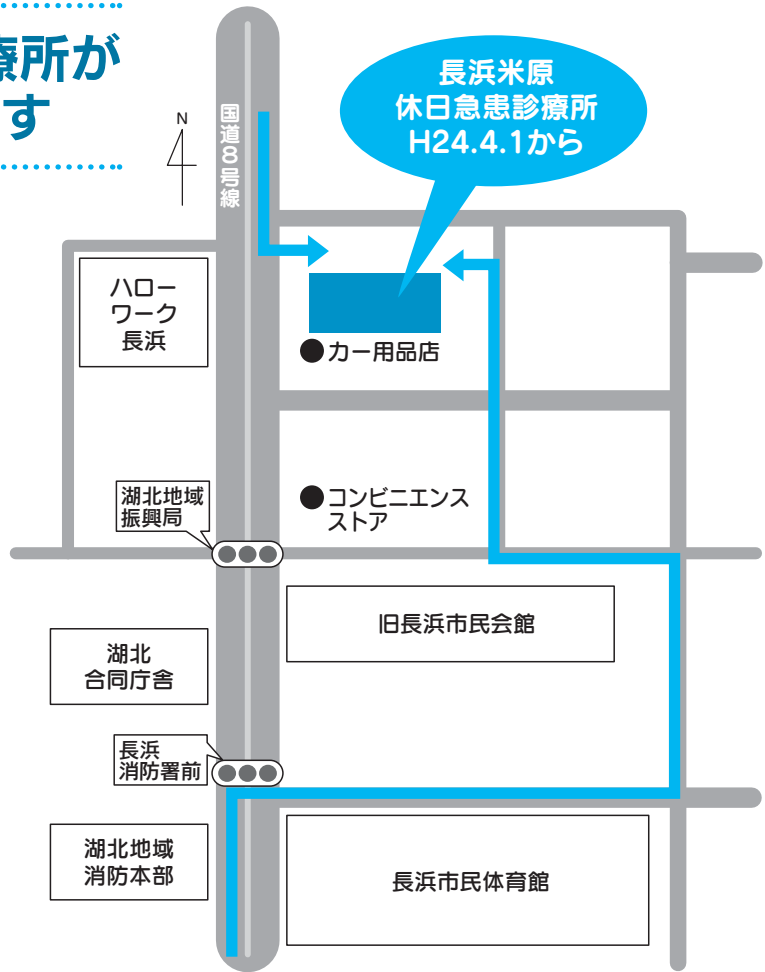 療所が
す
N
国道8号線
長浜米原
休日急患診療所
H24.4.1から
ハロー
ワーク
長浜
カー用品店
湖北地域
振興局
コンビニエンス
ストア
旧長浜市民会館
湖北
合同庁舎
長浜
消防署前
湖北地域
消防本部
長浜市民体育館